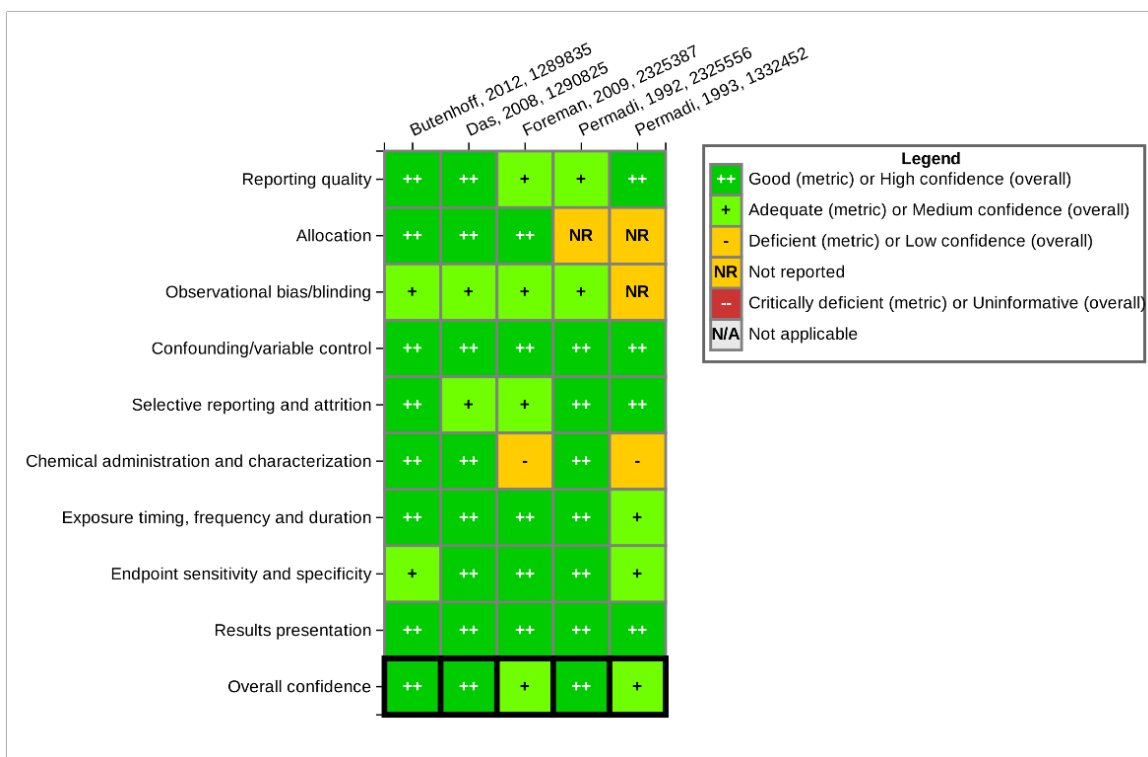 Butenhoff, 2012, 1289835
Das, 2008, 1290825
Foreman, 2009, 2325387
Permadi, 1992, 2325556
Permadi, 1993, 1332452
Reporting quality ++ ++ + + ++
Allocation ++ ++ ++ NR NR
Observational bias/blinding + + + + NR
Confounding/variable control ++ ++ ++ ++ ++
Selective reporting and attrition ++ + + ++ ++
Chemical administration and characterization ++ ++ - ++ -
Exposure timing, frequency and duration ++ ++ ++ ++ +
Endpoint sensitivity and specificity + ++ ++ ++ +
Results presentation ++ ++ ++ ++ ++
Overall confidence ++ ++ + ++ +
Legend
++ Good (metric) or High confidence (overall)
+ Adequate (metric) or Medium confidence (overall)
- Deficient (metric) or Low confidence (overall)
NR Not reported
-- Critically deficient (metric) or Uninformative (overall)
N/A Not applicable